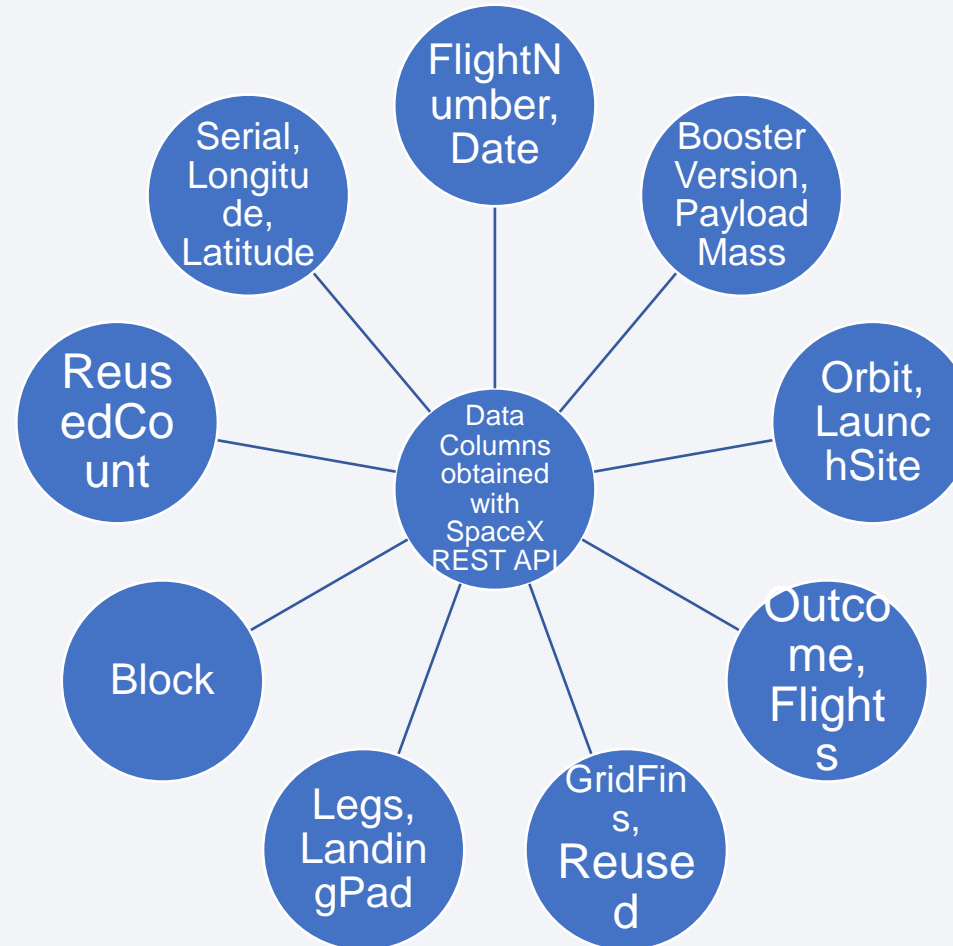 FlightN
umber,
Date
Booster
Version,
Payload
Mass
Orbit,
Launc
hSite
Outco
me,
Flight
s
GridFin
s,
Reuse
d
Legs,
Landin
gPad
Block
Reus
edCo
unt
Serial,
Longitu
de,
Latitude
Data
Columns
obtained
with
SpaceX
REST API